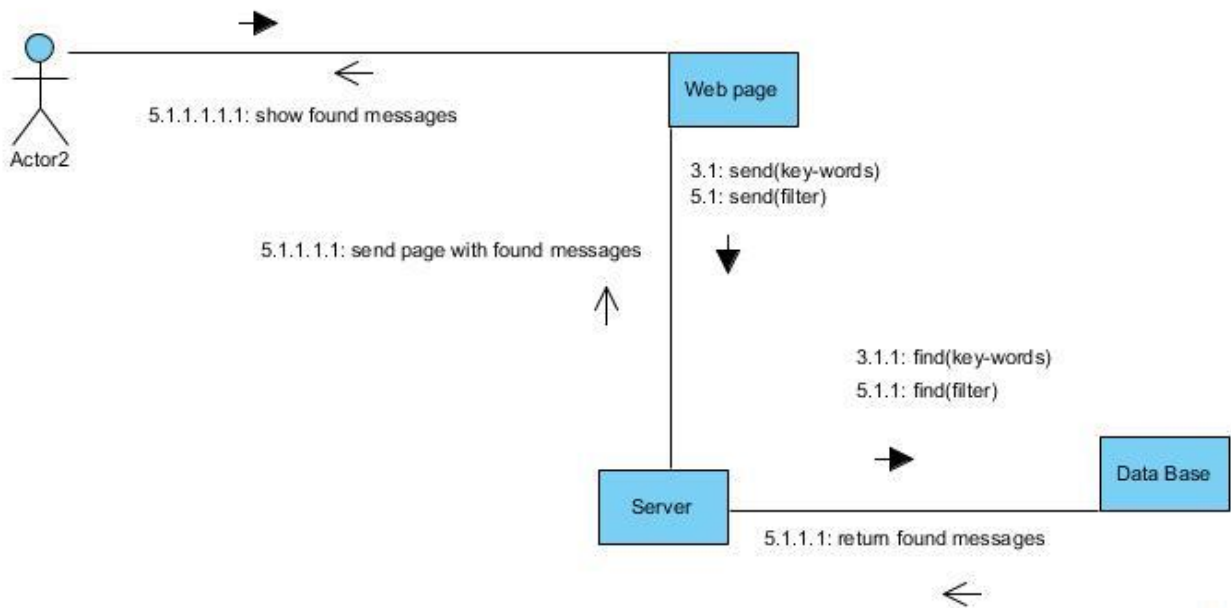 Web page
5.1.1.1.1.1: show found messages
Actor2
3.1: send(key-words)
5.1: send(filter)
5.1.1.1.1: send page with found messages
3.1.1: find(key-words)
5.1.1: find(filter)
Data Base
Server
5.1.1.1: return found messages